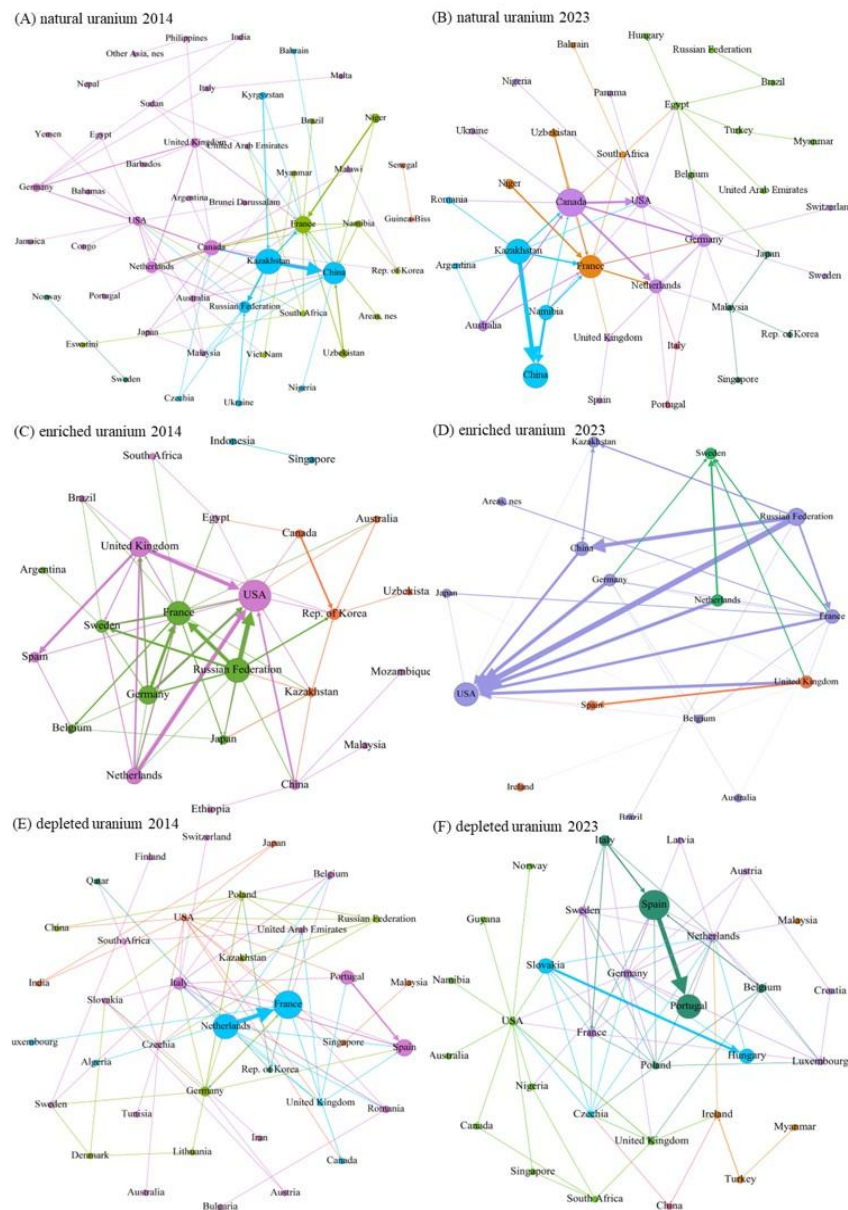 (A) natural uranium 2014
Philippines
India
Other Asia, nes
Bahrain
Nepal
Italy
Malta
Kyrgyzstan
Sudan
Brazil
Niger
Yemen
Egypt
United Kingdom
United Arab Emirates
Barbados
Myanmar
Malawi
Senegal
Germany
Bahamas
Argentina
Brunei Darussalam
USA
France
Namibia
Guinea-Biss
Jamaica
Congo
Canada
Netherlands
Kazakhstan
China
Rep. of Korea
Norway
Portugal
Australia
Russian Federation
South Africa
Areas, nes
Eswatini
Japan
Malaysia
Viet Nam
Uzbekistan
Sweden
Czechia
Ukraine
Nigeria
(B) natural uranium 2023
Hungary
Bahrain
Russian Federation
Nigeria
Panama
Brazil
Egypt
Ukraine
Uzbekistan
Turkey
South Africa
Myanmar
Niger
Belgium
Romania
Canada
USA
United Arab Emirates
Switzerlan
Kazakhstan
Germany
Japan
Argentina
France
Netherlands
Sweden
Namibia
Malaysia
Australia
United Kingdom
Rep. of Korea
Italy
China
Singapore
Spain
Portugal
(C) enriched uranium 2014
Indonesia
South Africa
Singapore
Brazil
Egypt
Canada
Australia
United Kingdom
Argentina
USA
Uzbekista
France
Rep. of Korea
Sweden
Spain
Russian Federation
Mozambique
Germany
Kazakhstan
Belgium
Japan
Malaysia
Netherlands
China
Ethiopia
(D) enriched uranium 2023
Kazakhstan
Sweden
Areas, nes
Russian Federation
China
Germany
Japan
Netherlands
France
USA
United Kingdom
Spain
Belgium
Ireland
Australia
Brazil
(E) depleted uranium 2014
Switzerland
Japan
Finland
Belgium
Qatar
Poland
USA
Russian Federation
China
United Arab Emirates
South Africa
Kazakhstan
India
Italy
Portugal
Malaysia
Slovakia
France
Netherlands
uxembourg
Czechia
Singapore
Spain
Algeria
Rep. of Korea
Germany
United Kingdom
Romania
Sweden
Tunisia
Iran
Denmark
Lithuania
Canada
Australia
Austria
Bulgaria
(F) depleted uranium 2023
Italy
Latvia
Norway
Austria
Spain
Guyana
Sweden
Netherlands
Malaysia
Slovakia
Germany
Namibia
Belgium
Croatia
Portugal
USA
France
Hungary
Luxembourg
Australia
Poland
Nigeria
Czechia
Ireland
Canada
United Kingdom
Myanmar
Singapore
Turkey
South Africa
China